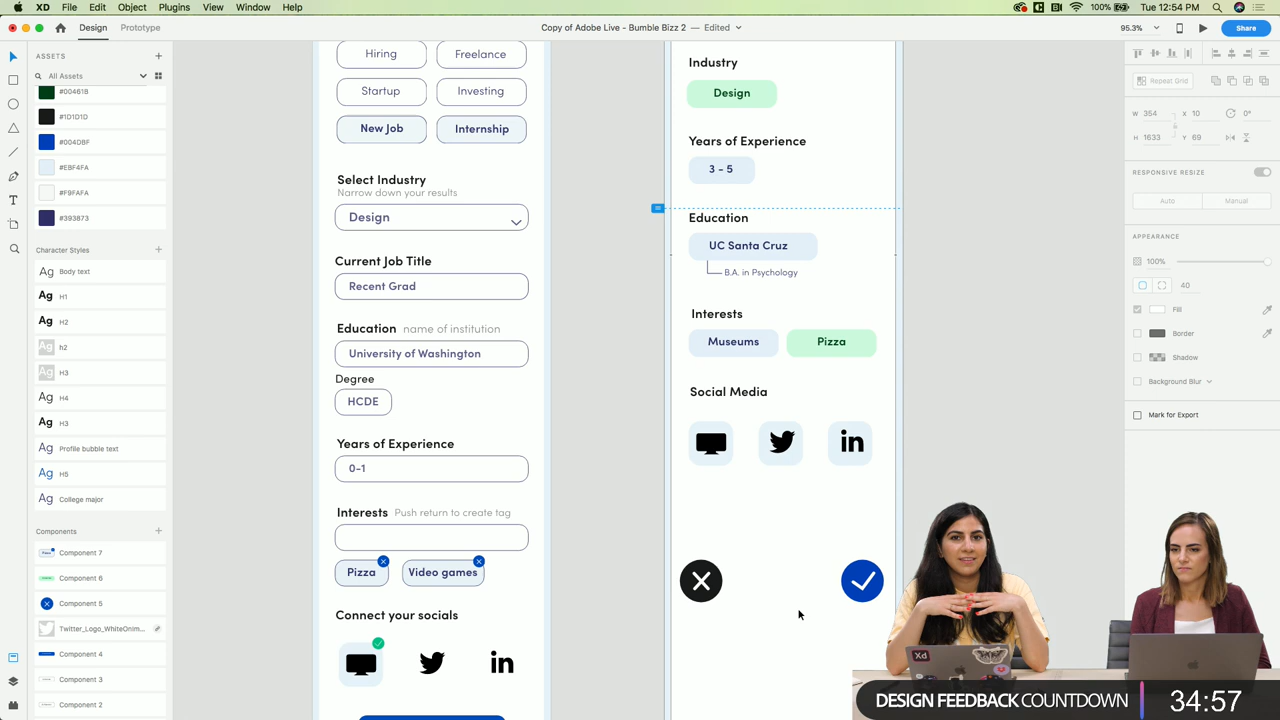 XD File Edit Object Plugins View Window Help
100% Tue 12:54 PM
Design Prototype
Copy of Adobe Live - Bumble Bizz 2 – Edited
95.3%
Share
ASSETS
All Assets
#00461B
#1D1D1D
#004DBF
#EBF4FA
#F9FAFA
#393873
Character Styles
Ag Body text
Ag H1
Ag H2
Ag h2
Ag H3
Ag H4
Ag H3
Ag Profile bubble text
Ag H5
Ag College major
Components
Component 7
Component 6
Component 5
Twitter_Logo_WhiteOnIm...
Component 4
Component 3
Component 2
Hiring Freelance
Startup Investing
New Job Internship
Select Industry
Narrow down your results
Design
Current Job Title
Recent Grad
Education name of institution
University of Washington
Degree
HCDE
Years of Experience
0-1
Interests Push return to create tag
Pizza Video games
Connect your socials
in
Industry
Design
Years of Experience
3 - 5
Education
UC Santa Cruz
B.A. in Psychology
Interests
Museums Pizza
Social Media
in
Repeat Grid
W 354 X 10 0°
H 1633 Y 69
RESPONSIVE RESIZE
Auto Manual
APPEARANCE
100%
40
Fill
Border
Shadow
Background Blur
Mark for Export
Xd
DESIGN FEEDBACK COUNTDOWN 34:57